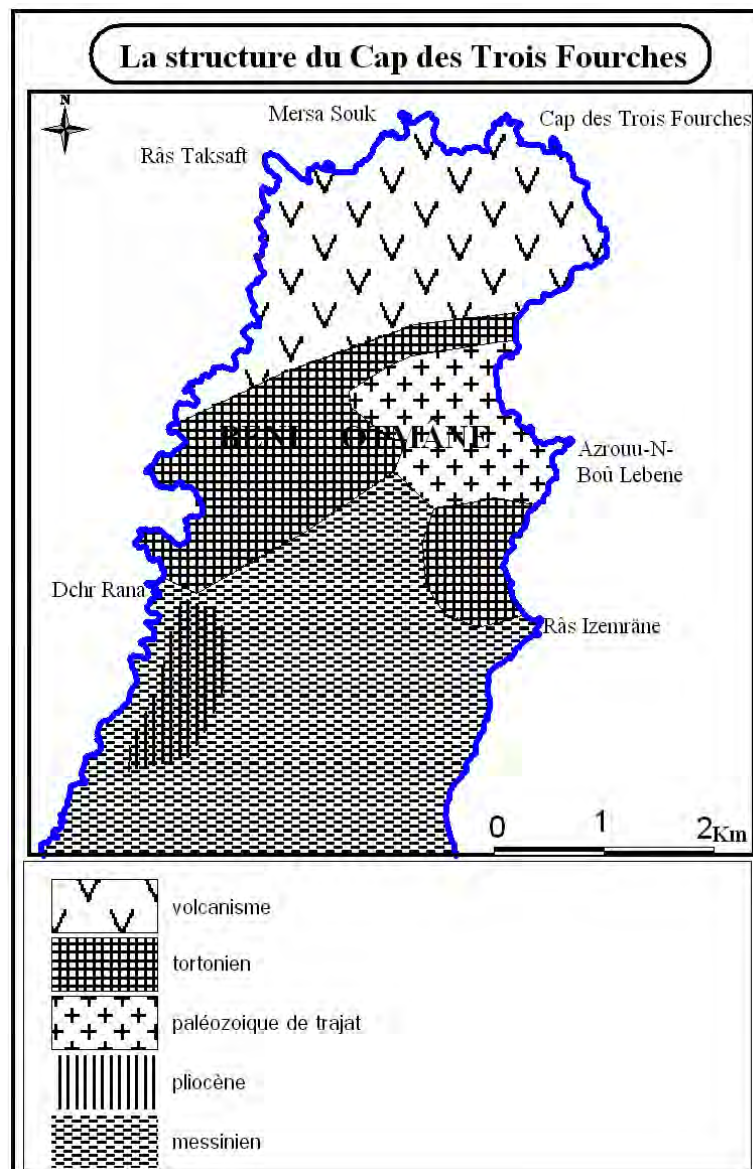 La structure du Cap des Trois Fourches
N
Mersa Souk
Cap des Trois Fourches
Râs Taksaft
BENI
Azrouu-N-
Boû Lebene
Dchr Rana
Râs Izemräne
0 1 2Km
volcanisme
tortonien
paléozoique de trajat
pliocène
messinien